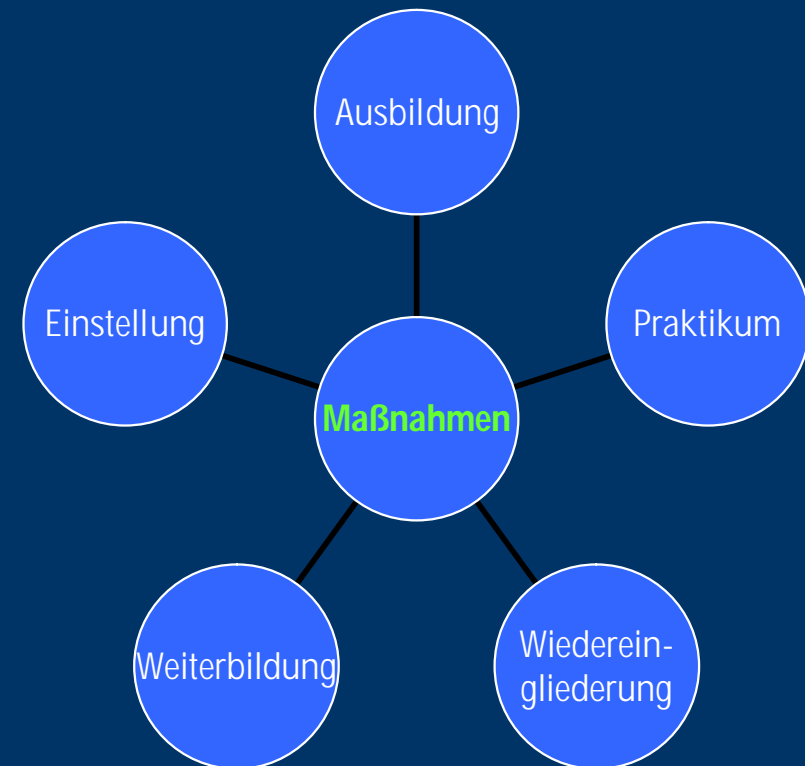 Ausbildung
Einstellung
Praktikum
Maßnahmen
Weiterbildung
Wiederein-
gliederung